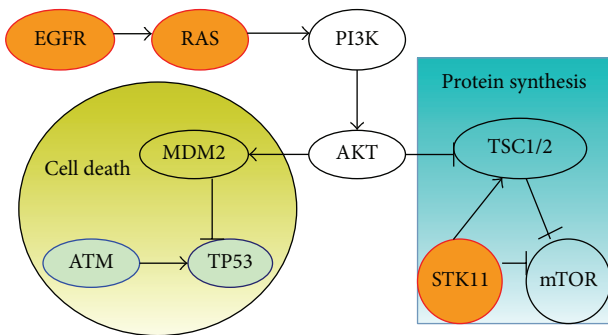 EGFR
RAS
PI3K
Protein synthesis
MDM2
AKT
TSC1/2
Cell death
ATM
TP53
STK11
mTOR